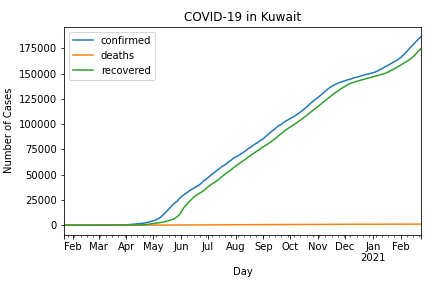 COVID-19 in Kuwait
confirmed
deaths
recovered
Number of Cases
175000
150000
125000
100000
75000
50000
25000
0
Feb Mar Apr May Jun Jul Aug Sep Oct Nov Dec Jan Feb
2021
Day